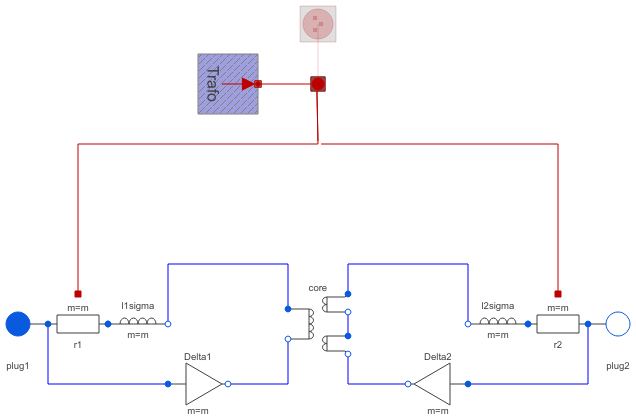 Trafo
core
m=m
l1sigma
l2sigma
m=m
m=m
m=m
r1
r2
Delta1
Delta2
plug1
plug2
m=m
m=m